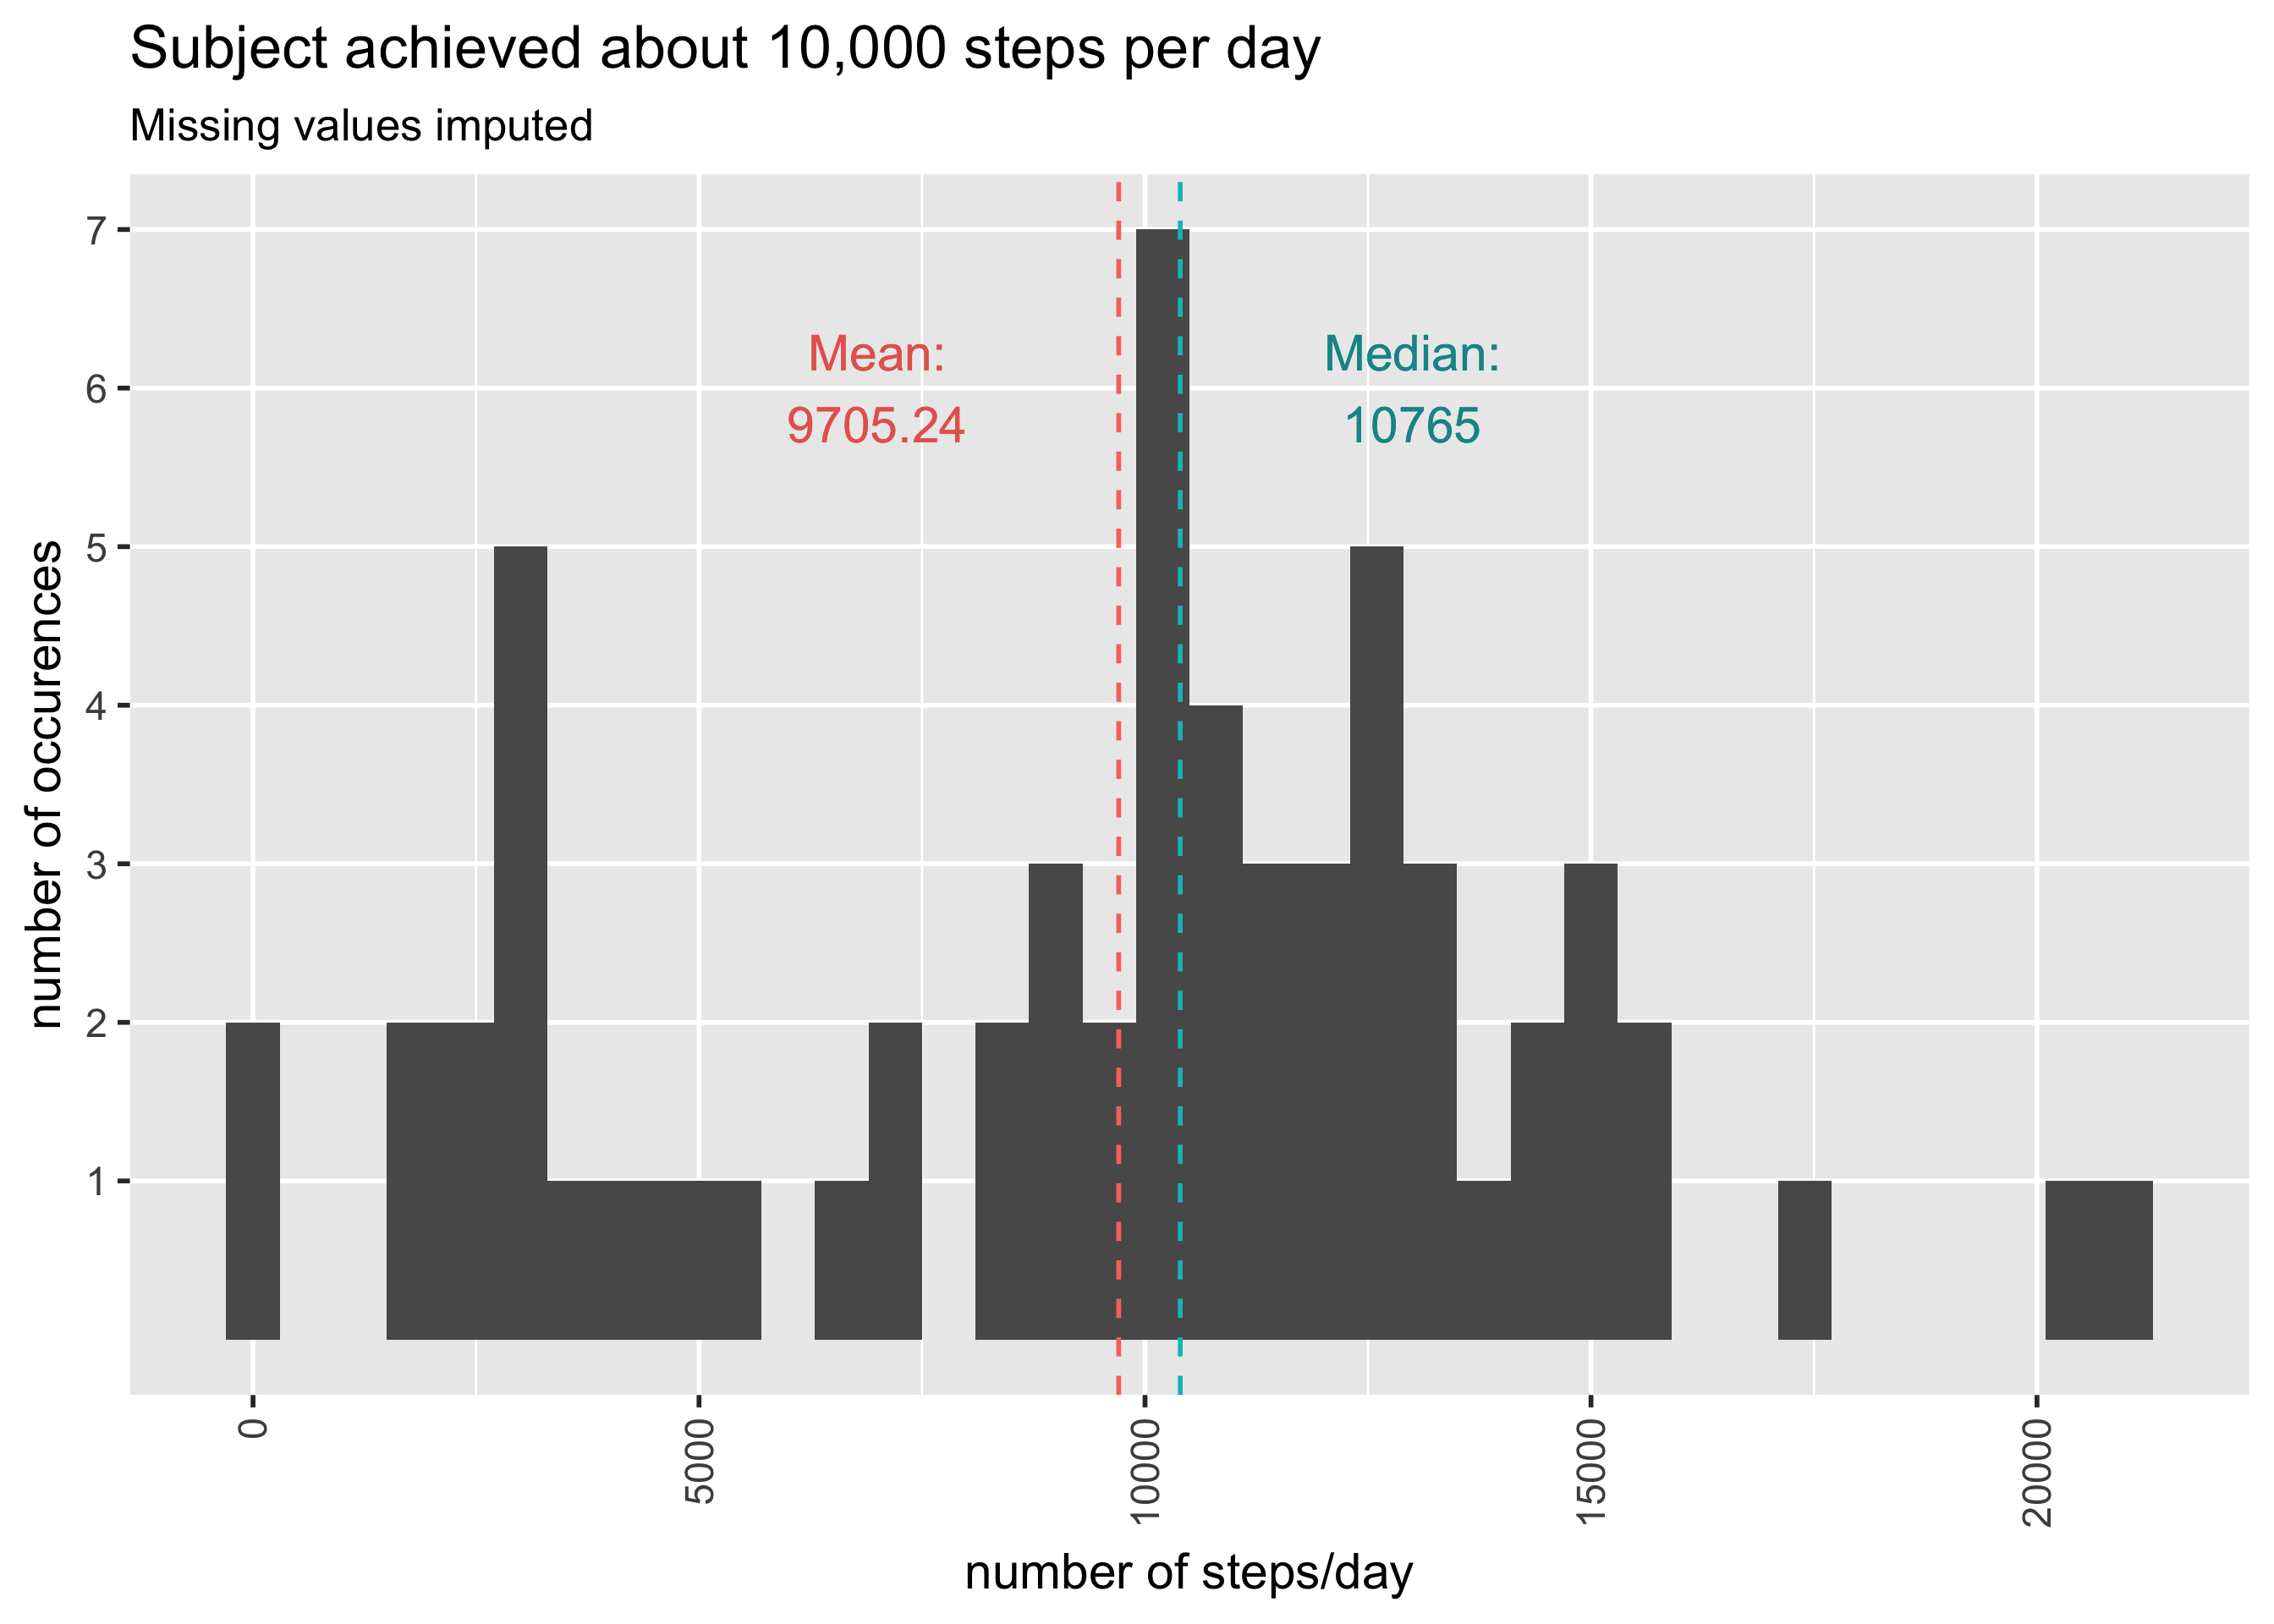 Subject achieved about 10,000 steps per day
Missing values imputed
7
6
5
4
3
2
1
number of occurences
Mean:
9705.24
Median:
10765
0
5000
10000
15000
20000
number of steps/day